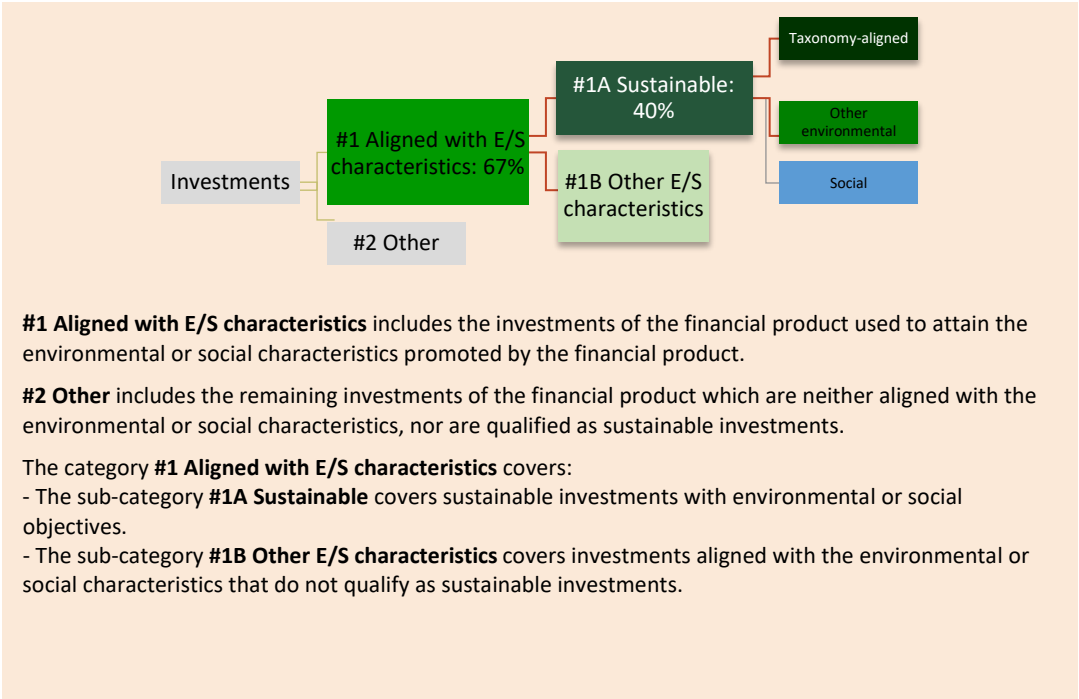 Taxonomy-aligned
#1A Sustainable:
40%
Other
environmental
#1 Aligned with E/S
characteristics: 67%
Investments
#1B Other E/S
characteristics
Social
#2 Other
#1 Aligned with E/S characteristics includes the investments of the financial product used to attain the
environmental or social characteristics promoted by the financial product.
#2 Other includes the remaining investments of the financial product which are neither aligned with the
environmental or social characteristics, nor are qualified as sustainable investments.
The category #1 Aligned with E/S characteristics covers:
- The sub-category #1A Sustainable covers sustainable investments with environmental or social
objectives.
- The sub-category #1B Other E/S characteristics covers investments aligned with the environmental or
social characteristics that do not qualify as sustainable investments.